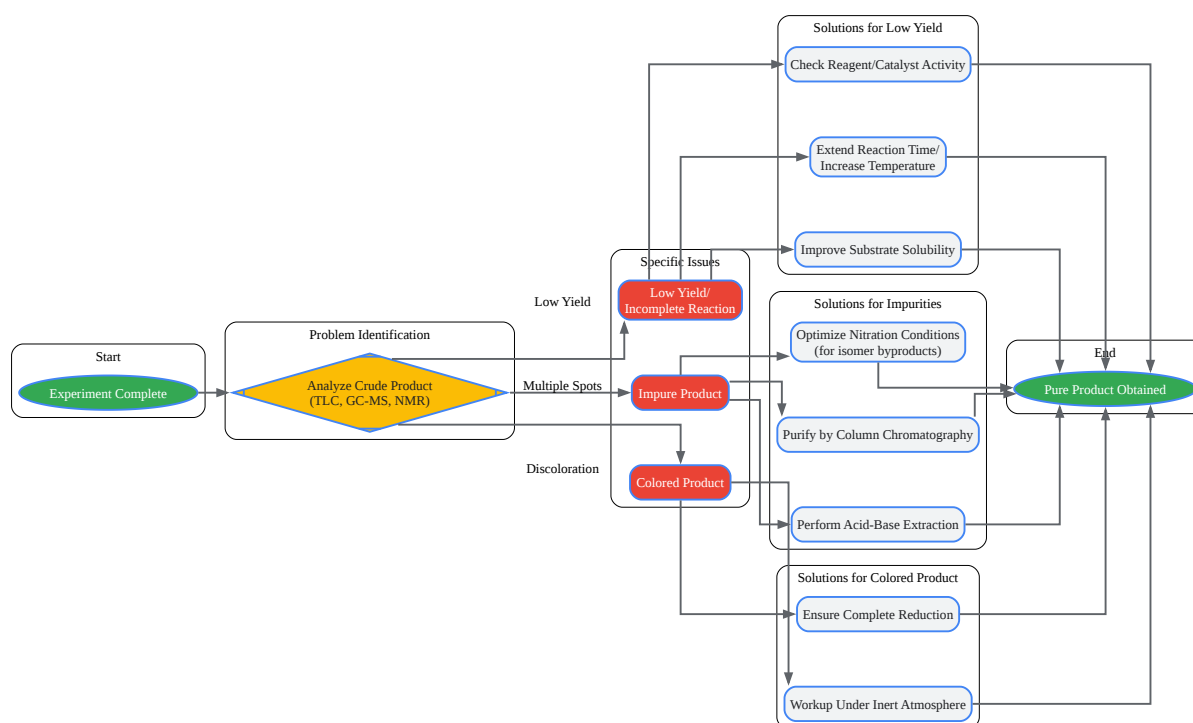 Start
Experiment Complete
Problem Identification
Analyze Crude Product
(TLC, GC-MS, NMR)
Low Yield
Multiple Spots
Discoloration
Specific Issues
Low Yield/
Incomplete Reaction
Impure Product
Colored Product
Solutions for Low Yield
Check Reagent/Catalyst Activity
Extend Reaction Time/
Increase Temperature
Improve Substrate Solubility
Solutions for Impurities
Optimize Nitration Conditions
(for isomer byproducts)
Purify by Column Chromatography
Perform Acid-Base Extraction
Solutions for Colored Product
Ensure Complete Reduction
Workup Under Inert Atmosphere
End
Pure Product Obtained